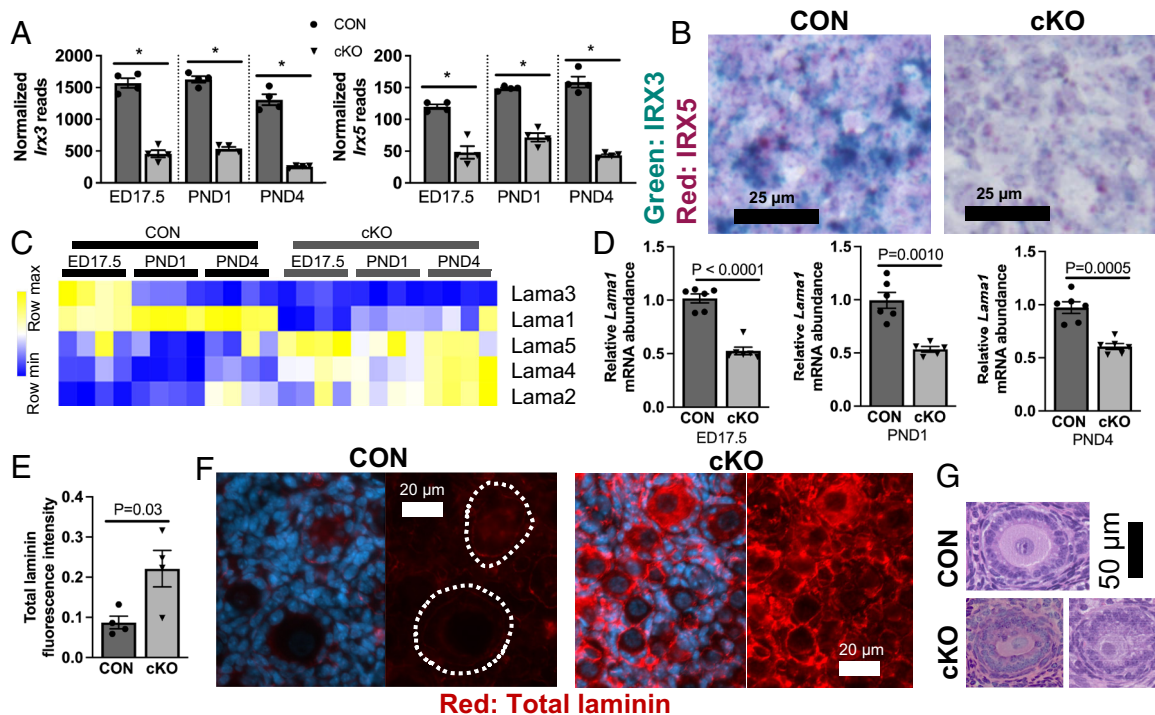 A
CON
cKO
Normalized
Irx3 reads
2000
1500
1000
500
0
*
*
*
ED17.5
PND1
PND4
Normalized
Irx5 reads
200
150
100
50
0
*
*
*
ED17.5
PND1
PND4
B
CON
cKO
Green: IRX3
Red: IRX5
25 µm
25 µm
C
CON
cKO
ED17.5 PND1 PND4 ED17.5 PND1 PND4
Row max
Row min
Lama3
Lama1
Lama5
Lama4
Lama2
D
Relative Lama1
mRNA abundance
1.5
1.0
0.5
0.0
P < 0.0001
CON cKO
ED17.5
Relative Lama1
mRNA abundance
1.5
1.0
0.5
0.0
P=0.0010
CON cKO
PND1
Relative Lama1
mRNA abundance
1.5
1.0
0.5
0.0
P=0.0005
CON cKO
PND4
E
Total laminin
fluorescence intensity
0.4
0.3
0.2
0.1
0.0
P=0.03
CON cKO
F
CON
cKO
20 µm
20 µm
Red: Total laminin
G
CON
cKO
50 µm